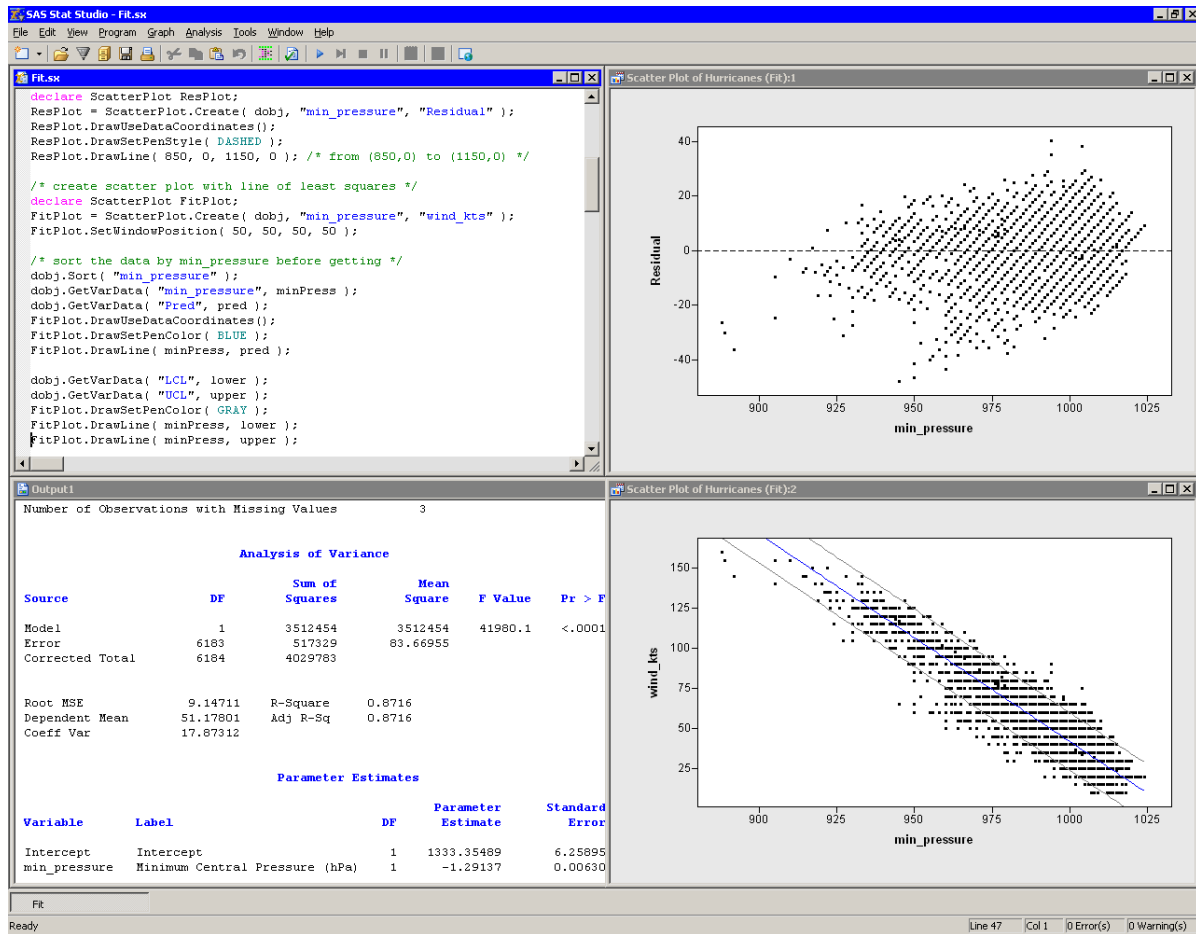 SAS Stat Studio - Fit.sx
File Edit View Program Graph Analysis Tools Window Help
Fit.sx
declare ScatterPlot ResPlot;
ResPlot = ScatterPlot.Create( dobj, "min_pressure", "Residual" );
ResPlot.DrawUseDataCoordinates();
ResPlot.DrawSetPenStyle( DASHED );
ResPlot.DrawLine( 850, 0, 1150, 0 ); /* from (850,0) to (1150,0) */
/* create scatter plot with line of least squares */
declare ScatterPlot FitPlot;
FitPlot = ScatterPlot.Create( dobj, "min_pressure", "wind_kts" );
FitPlot.SetWindowPosition( 50, 50, 50, 50 );
/* sort the data by min_pressure before getting */
dobj.Sort( "min_pressure" );
dobj.GetVarData( "min_pressure", minPress );
dobj.GetVarData( "Pred", pred );
FitPlot.DrawUseDataCoordinates();
FitPlot.DrawSetPenColor( BLUE );
FitPlot.DrawLine( minPress, pred );
dobj.GetVarData( "LCL", lower );
dobj.GetVarData( "UCL", upper );
FitPlot.DrawSetPenColor( GRAY );
FitPlot.DrawLine( minPress, lower );
FitPlot.DrawLine( minPress, upper );
Scatter Plot of Hurricanes (Fit):1
40
20
0
-20
-40
Residual
900 925 950 975 1000 1025
min_pressure
Output1
Number of Observations with Missing Values 3
Analysis of Variance
Sum of Mean
Source DF Squares Square F Value Pr > F
Model 1 3512454 3512454 41980.1 <.0001
Error 6183 517329 83.66955
Corrected Total 6184 4029783
Root MSE 9.14711 R-Square 0.8716
Dependent Mean 51.17801 Adj R-Sq 0.8716
Coeff Var 17.87312
Parameter Estimates
Parameter Standard
Variable Label DF Estimate Error
Intercept Intercept 1 1333.35489 6.25895
min_pressure Minimum Central Pressure (hPa) 1 -1.29137 0.00630
Scatter Plot of Hurricanes (Fit):2
150
125
100
75
50
25
wind_kts
900 925 950 975 1000 1025
min_pressure
Fit
Ready
Line 47 Col 1 0 Error(s) 0 Warning(s)